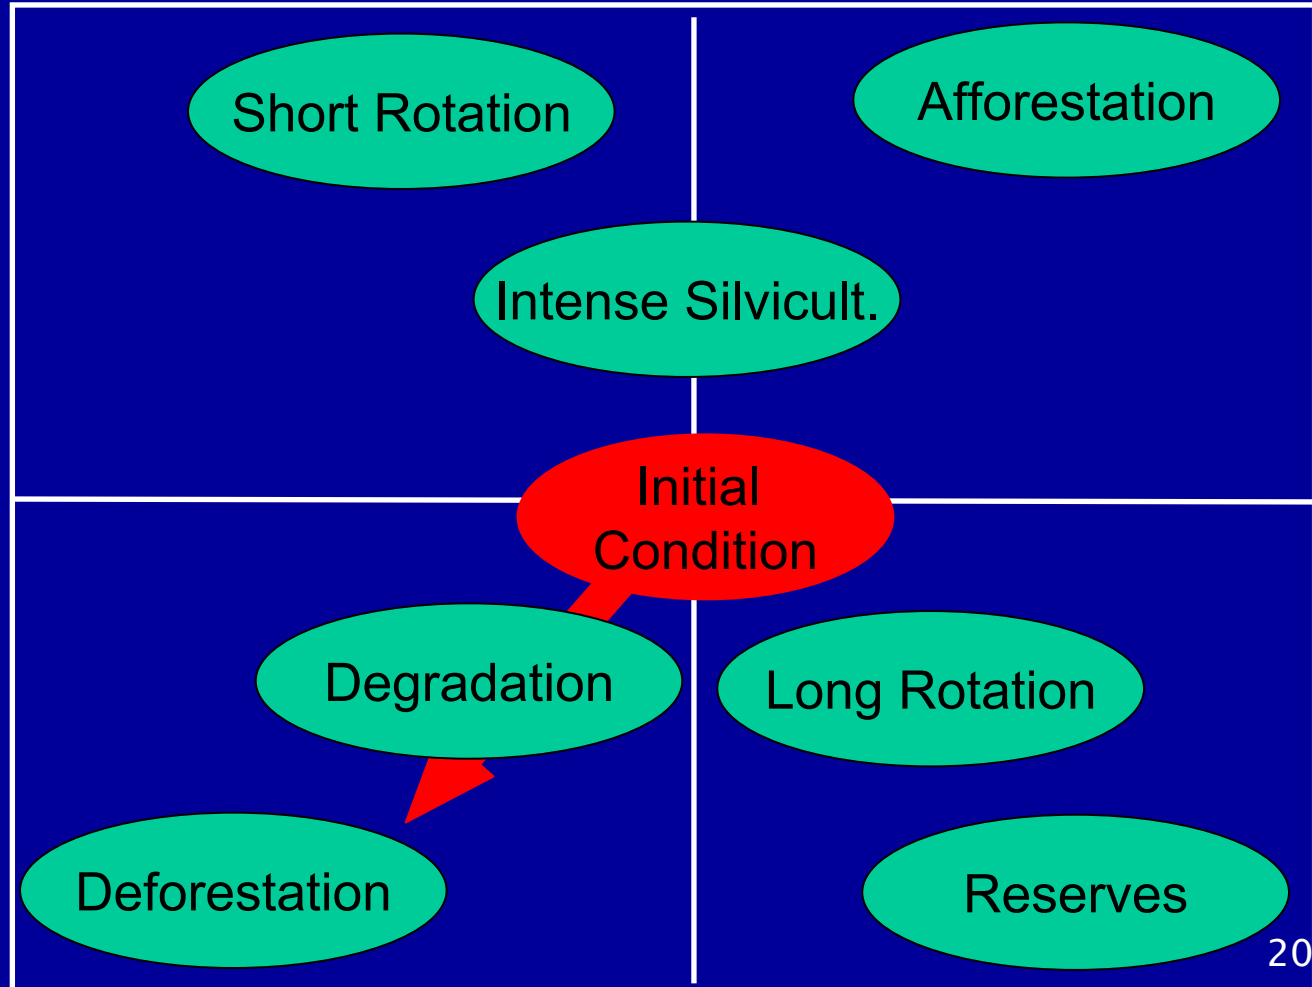 Short Rotation
Afforestation
Intense Silvicult.
Initial
Condition
Degradation
Long Rotation
Deforestation
Reserves
20